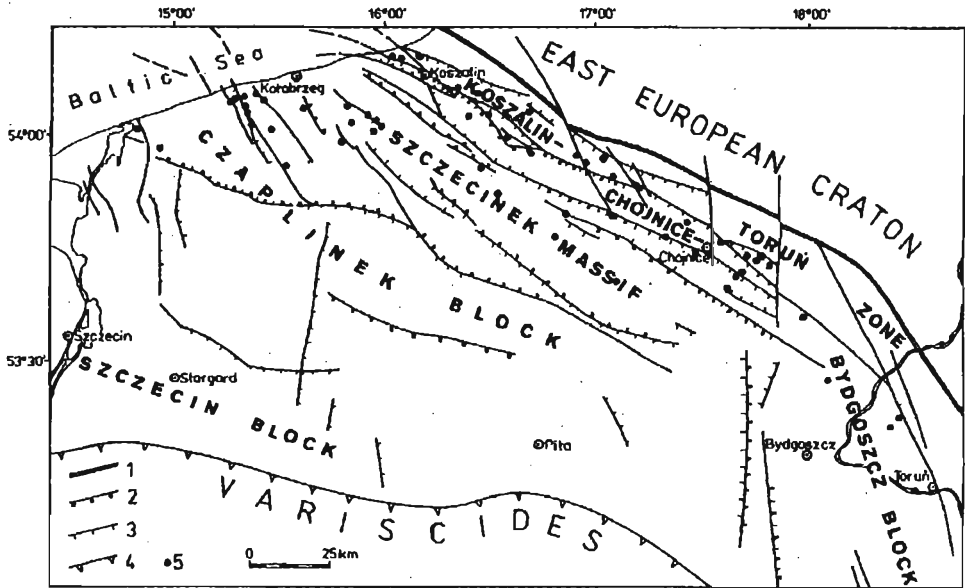 15°00'
16°00'
17°00'
18°00'
54°00'
53°30'
Baltic Sea
Kołobrzeg
Koszalin
EAST EUROPEAN CRATON
KOSZALIN-
CHOJNICE-
TORUŃ
ZONE
Chojnice
SZCZECINEK MASSIF
CZAPLINEK BLOCK
Szczecin
Stargard
SZCZECIN BLOCK
Piła
Bydgoszcz
BYDGOSZCZ BLOCK
Toruń
VARISCIDES
1
2
3
4
5
0 25km